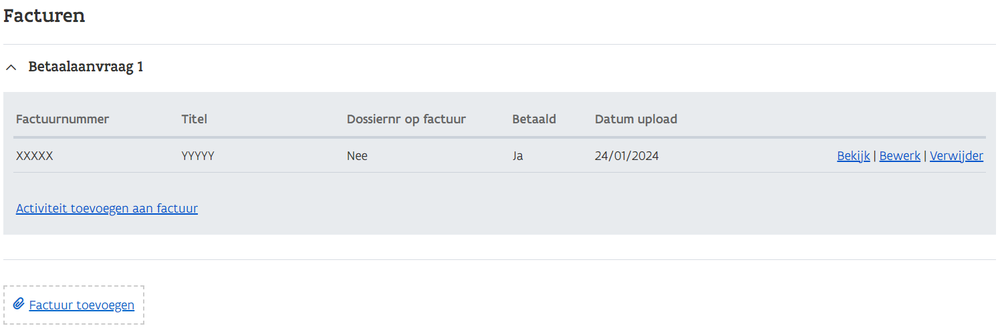 Facturen
Betaalaanvraag 1
Factuurnummer Titel Dossiernr op factuur Betaald Datum upload
XXXXX YYYYY Nee Ja 24/01/2024 Bekijk | Bewerk | Verwijder
Activiteit toevoegen aan factuur
Factuur toevoegen